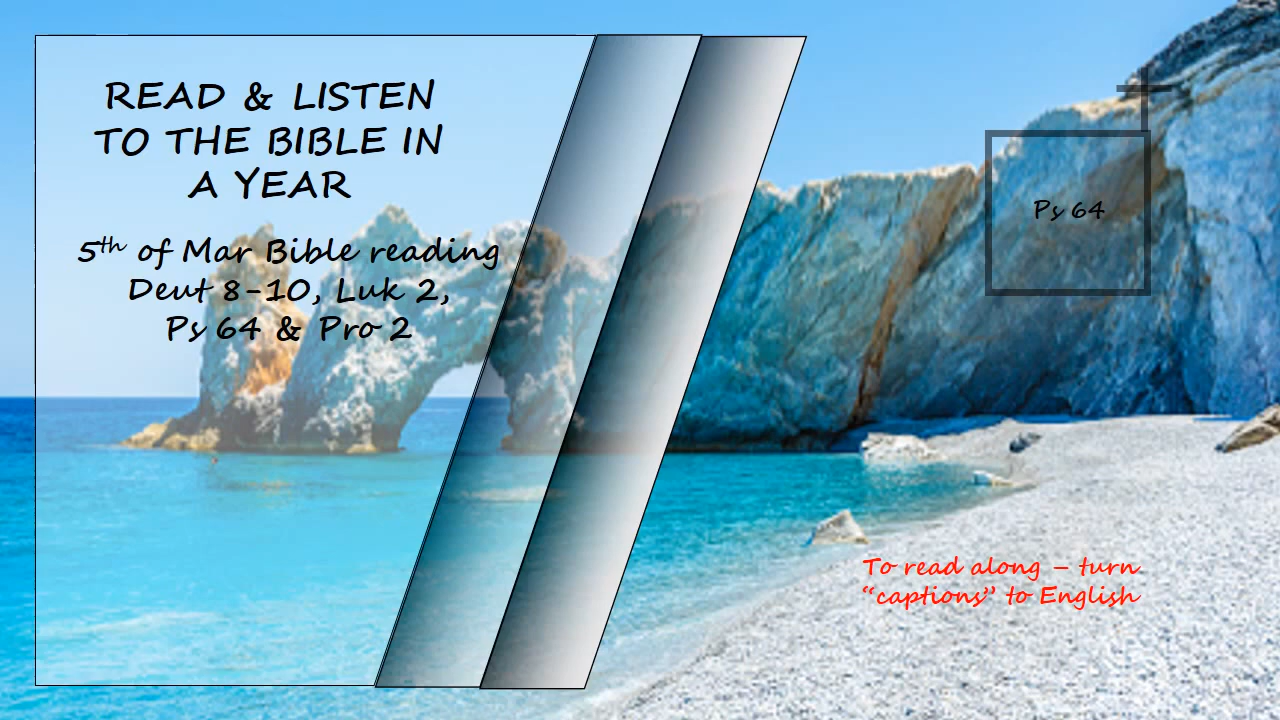 READ & LISTEN
TO THE BIBLE IN
A YEAR
5th of Mar Bible reading
Deut 8-10, Luk 2,
Ps 64 & Pro 2
Ps 64
To read along – turn
“captions” to English